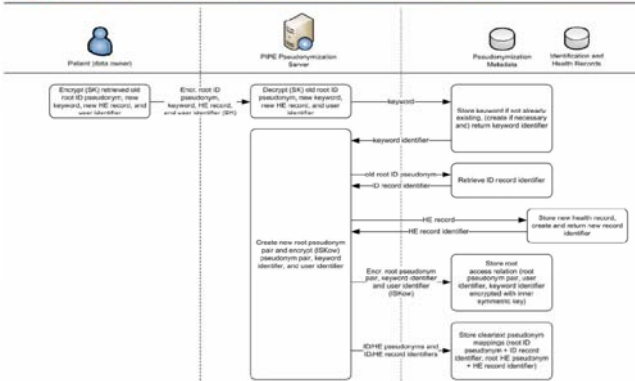 Patient (data owner)
PIPE Pseudonymization
Server
Pseudonymization
Metadata
Identification and
Health Records
Encrypt (SK) retrieved old
root ID pseudonym, new
keyword, new HE record, and
user identifier
Encr. root ID
pseudonym,
keyword, HE record,
and user identifier (SK)
Decrypt (SK) old root ID
pseudonym, new keyword,
new HE record, and user
identifier
keyword
Store keyword if not already
existing, (create if necessary
and) return keyword identifier
keyword identifier
old root ID pseudonym
ID record identifier
Retrieve ID record identifier
HE record
HE record identifier
Store new health record,
create and return new record
identifier
Create new root pseudonym
pair and encrypt (ISKow)
pseudonym pair, keyword
identifier, and user identifier
Encr. root pseudonym
pair, keyword identifier
and user identifier
(ISKow)
Store root
access relation (root
pseudonym pair, user
identifier, keyword identifier
encrypted with inner
symmetric key)
ID/HE pseudonyms and
ID/HE record identifiers
Store cleartext pseudonym
mappings (root ID
pseudonym + ID record
identifier, root HE pseudonym
+ HE record identifier)